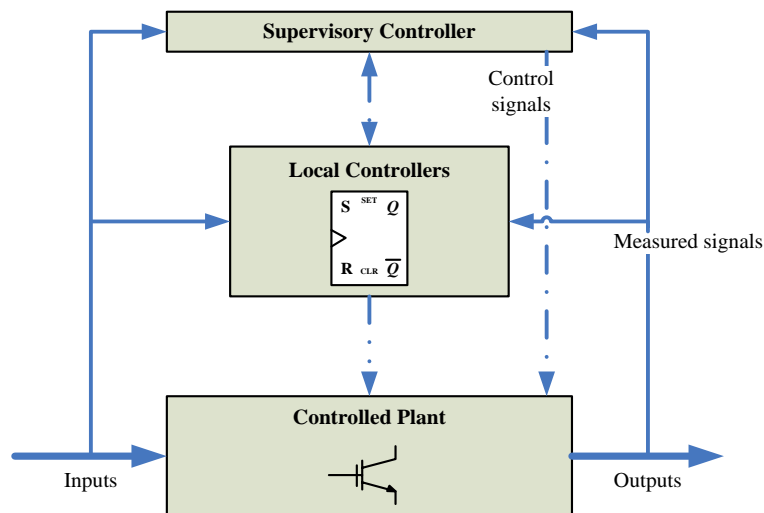 Supervisory Controller
Control
signals
Local Controllers
S SET Q
R CLR Q̅
Measured signals
Controlled Plant
Inputs
Outputs